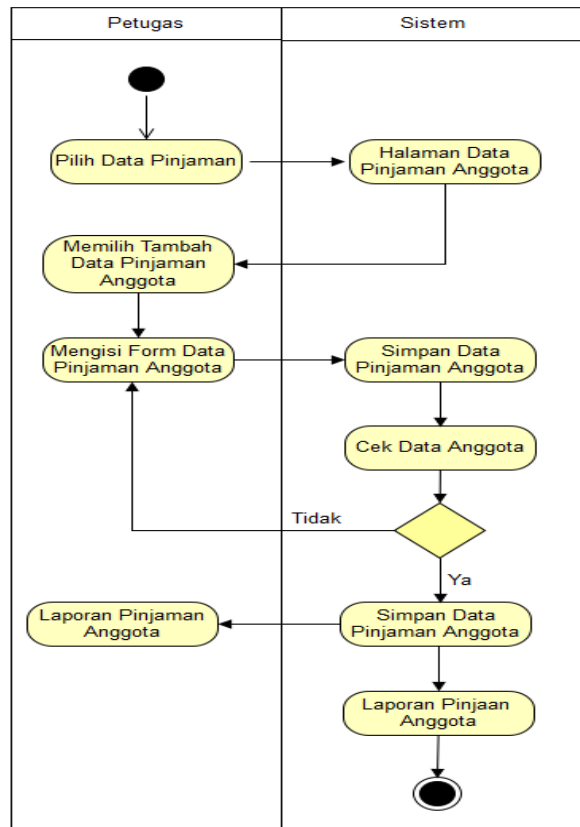 Petugas
Sistem
Pilih Data Pinjaman
Halaman Data
Pinjaman Anggota
Memilih Tambah
Data Pinjaman
Anggota
Mengisi Form Data
Pinjaman Anggota
Simpan Data
Pinjaman Anggota
Cek Data Anggota
Tidak
Ya
Laporan Pinjaman
Anggota
Simpan Data
Pinjaman Anggota
Laporan Pinjaan
Anggota